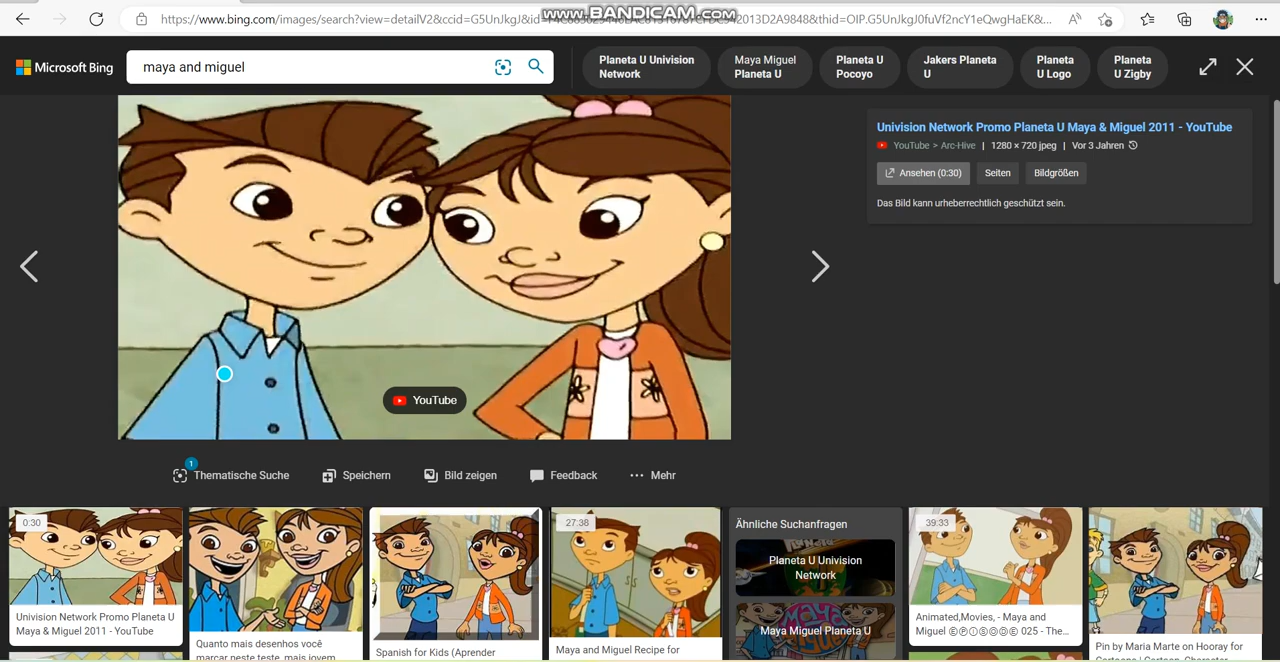 www.BANDICAM.com
https://www.bing.com/images/search?view=detailV2&ccid=G5UnJkgJ&id=
Microsoft Bing
maya and miguel
Planeta U Univision
Network
Maya Miguel
Planeta U
Planeta U
Pocoyo
Jakers Planeta
U
Planeta
U Logo
Planeta
U Zigby
Univision Network Promo Planeta U Maya & Miguel 2011 - YouTube
YouTube > Arc-Hive | 1280 × 720 jpeg | Vor 3 Jahren
Ansehen (0:30)
Seiten
Bildgrößen
Das Bild kann urheberrechtlich geschützt sein.
YouTube
1
Thematische Suche
Speichern
Bild zeigen
Feedback
Mehr
0:30
Univision Network Promo Planeta U
Maya & Miguel 2011 - YouTube
Quanto mais desenhos você
marcar neste teste, mais jovem
Spanish for Kids (Aprender
27:38
Maya and Miguel Recipe for
Ähnliche Suchanfragen
Planeta U Univision
Network
Maya Miguel Planeta U
39:33
Animated,Movies, - Maya and
Miguel ⒸⓅⒾⓈⓄⒹⒺ 025 - The...
Pin by Maria Marte on Hooray for